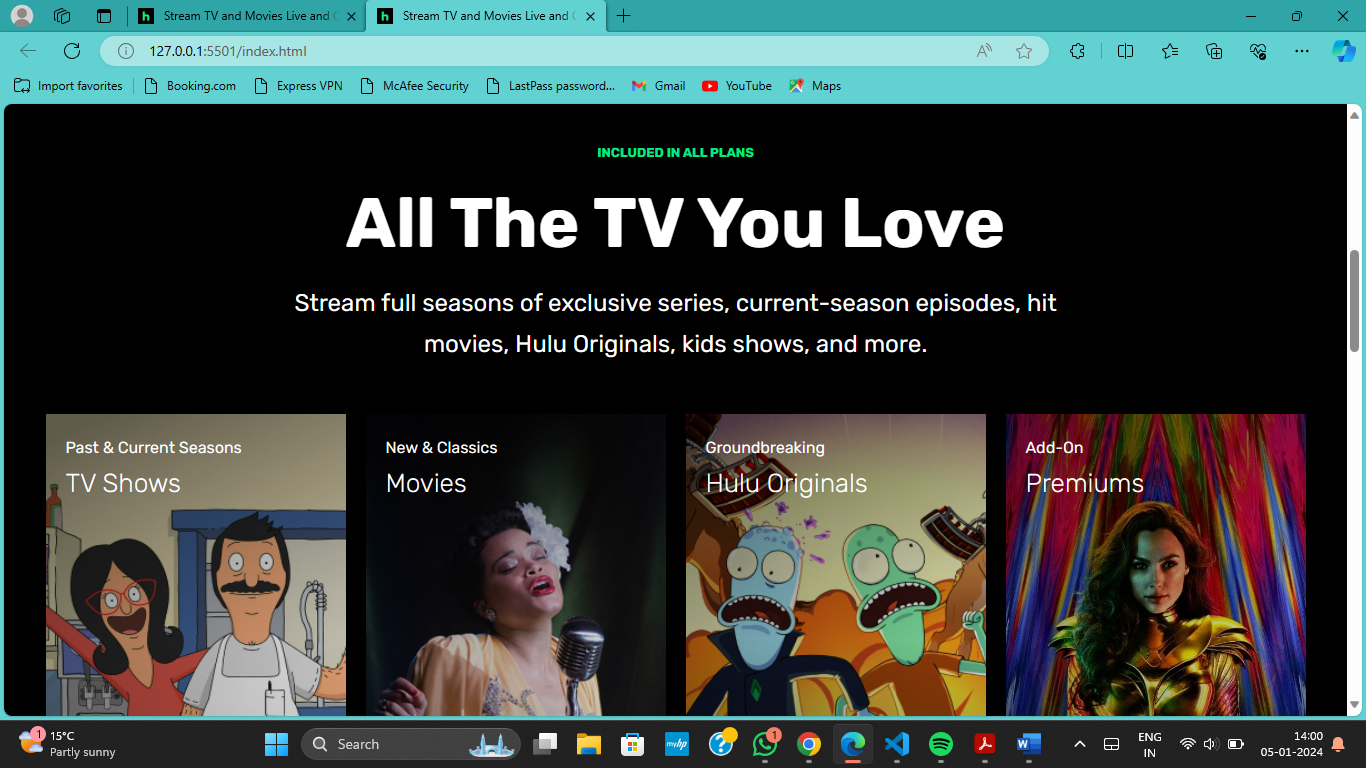 Stream TV and Movies Live and
Stream TV and Movies Live and
127.0.0.1:5501/index.html
Import favorites
Booking.com
Express VPN
McAfee Security
LastPass password...
Gmail
YouTube
Maps
INCLUDED IN ALL PLANS
All The TV You Love
Stream full seasons of exclusive series, current-season episodes, hit
movies, Hulu Originals, kids shows, and more.
Past & Current Seasons
TV Shows
New & Classics
Movies
Groundbreaking
Hulu Originals
Add-On
Premiums
1
15°C
Partly sunny
Search
myhp
1
ENG
IN
14:00
05-01-2024